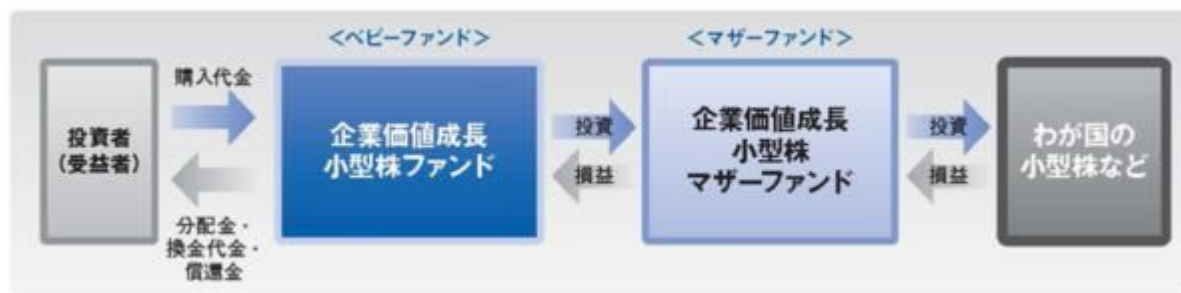 <ベビーファンド>
<マザーファンド>
投資者
(受益者)
購入代金
分配金・
換金代金・
償還金
企業価値成長
小型株ファンド
投資
損益
企業価値成長
小型株
マザーファンド
投資
損益
わが国の
小型株など